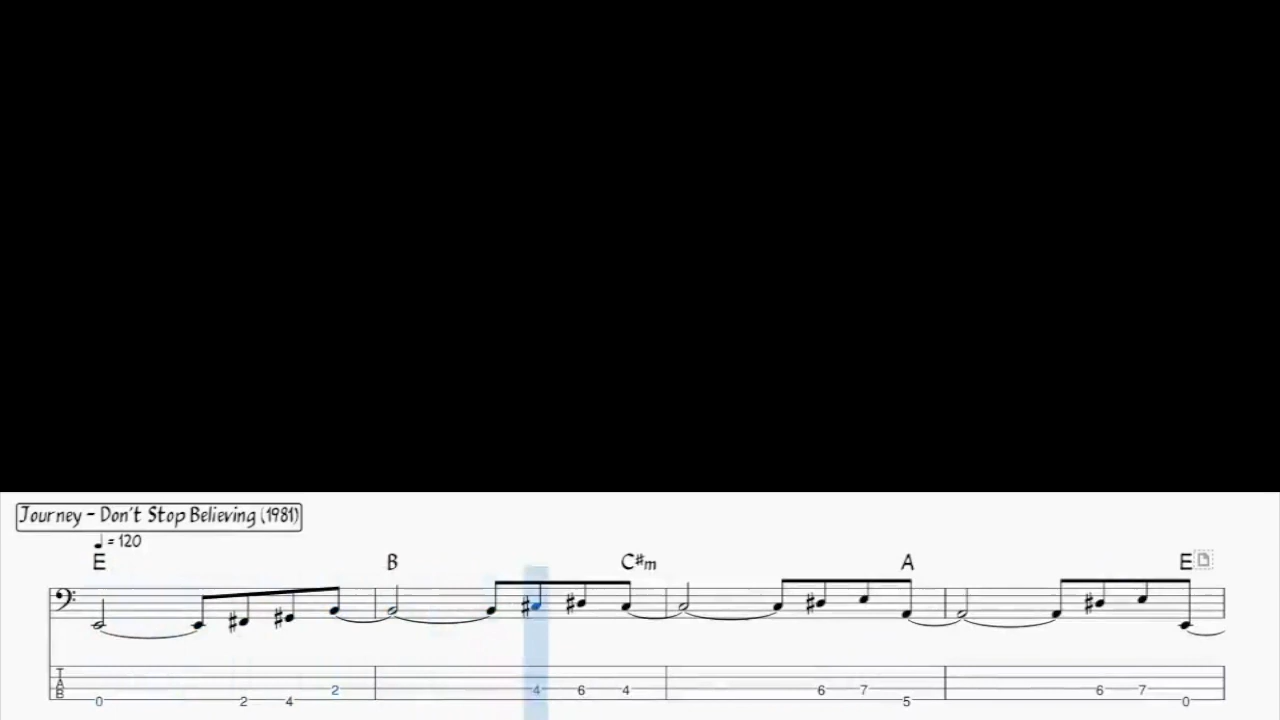 Journey - Don't Stop Believing (1981)
= 120
E B C#m A E
T
A
B
2 4 6 4 6 7 6 7
0 2 4 5 0